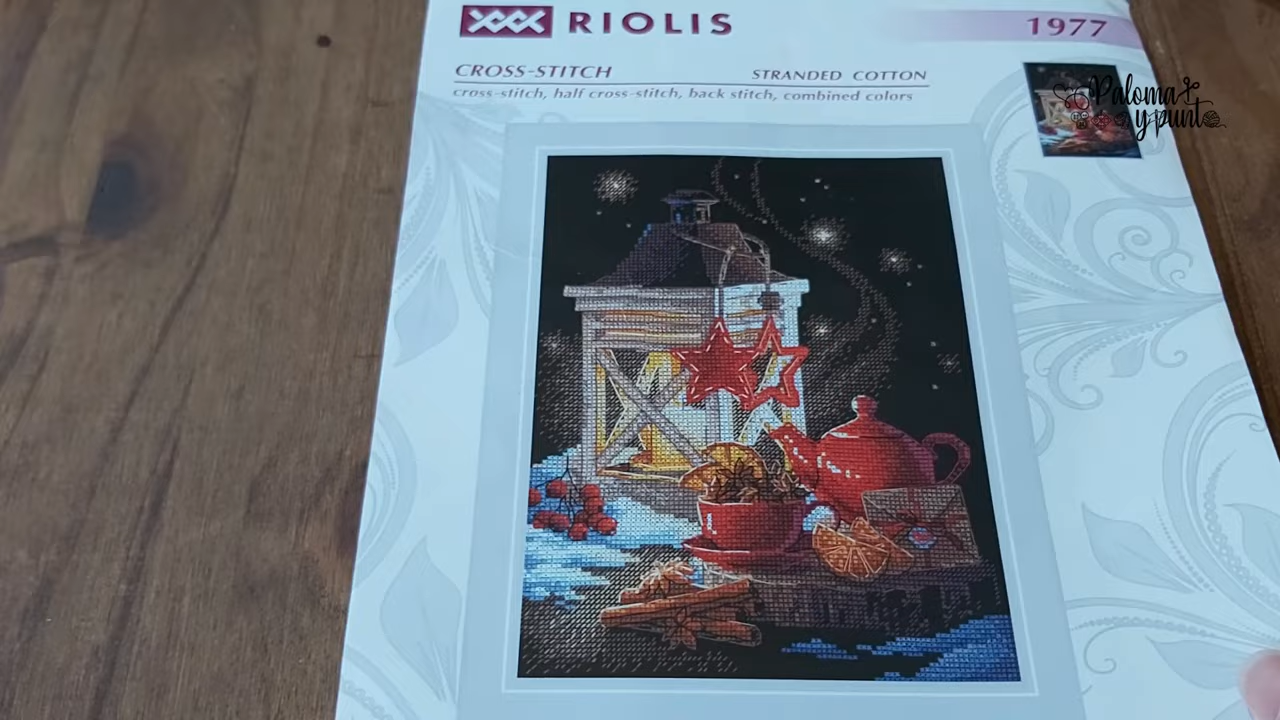 RIOLIS
1977
CROSS-STITCH
STRANDED COTTON
cross-stitch, half cross-stitch, back stitch, combined colors
Paloma
y punto